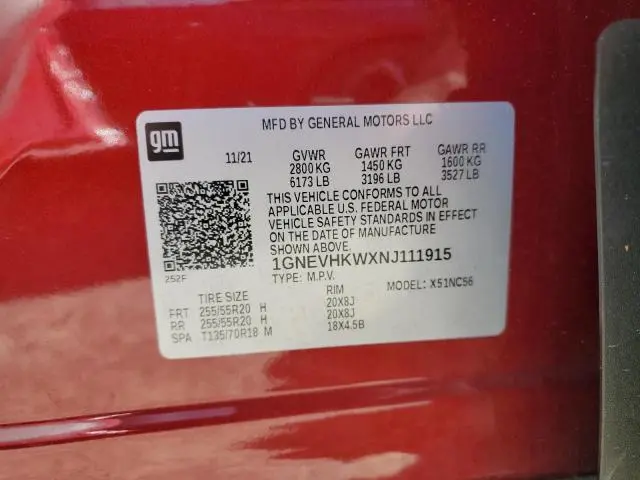 gm
MFD BY GENERAL MOTORS LLC
11/21 GVWR GAWR FRT GAWR RR
2800 KG 1450 KG 1600 KG
6173 LB 3196 LB 3527 LB
THIS VEHICLE CONFORMS TO ALL
APPLICABLE U.S. FEDERAL MOTOR
VEHICLE SAFETY STANDARDS IN EFFECT
ON THE DATE OF MANUFACTURE
SHOWN ABOVE.
1GNEVHKWXNJ111915
252F
TYPE: M.P.V. MODEL: X51NC56
TIRE SIZE RIM
FRT 255/55R20 H 20X8J
RR 255/55R20 H 20X8J
SPA T135/70R18 M 18X4.5B